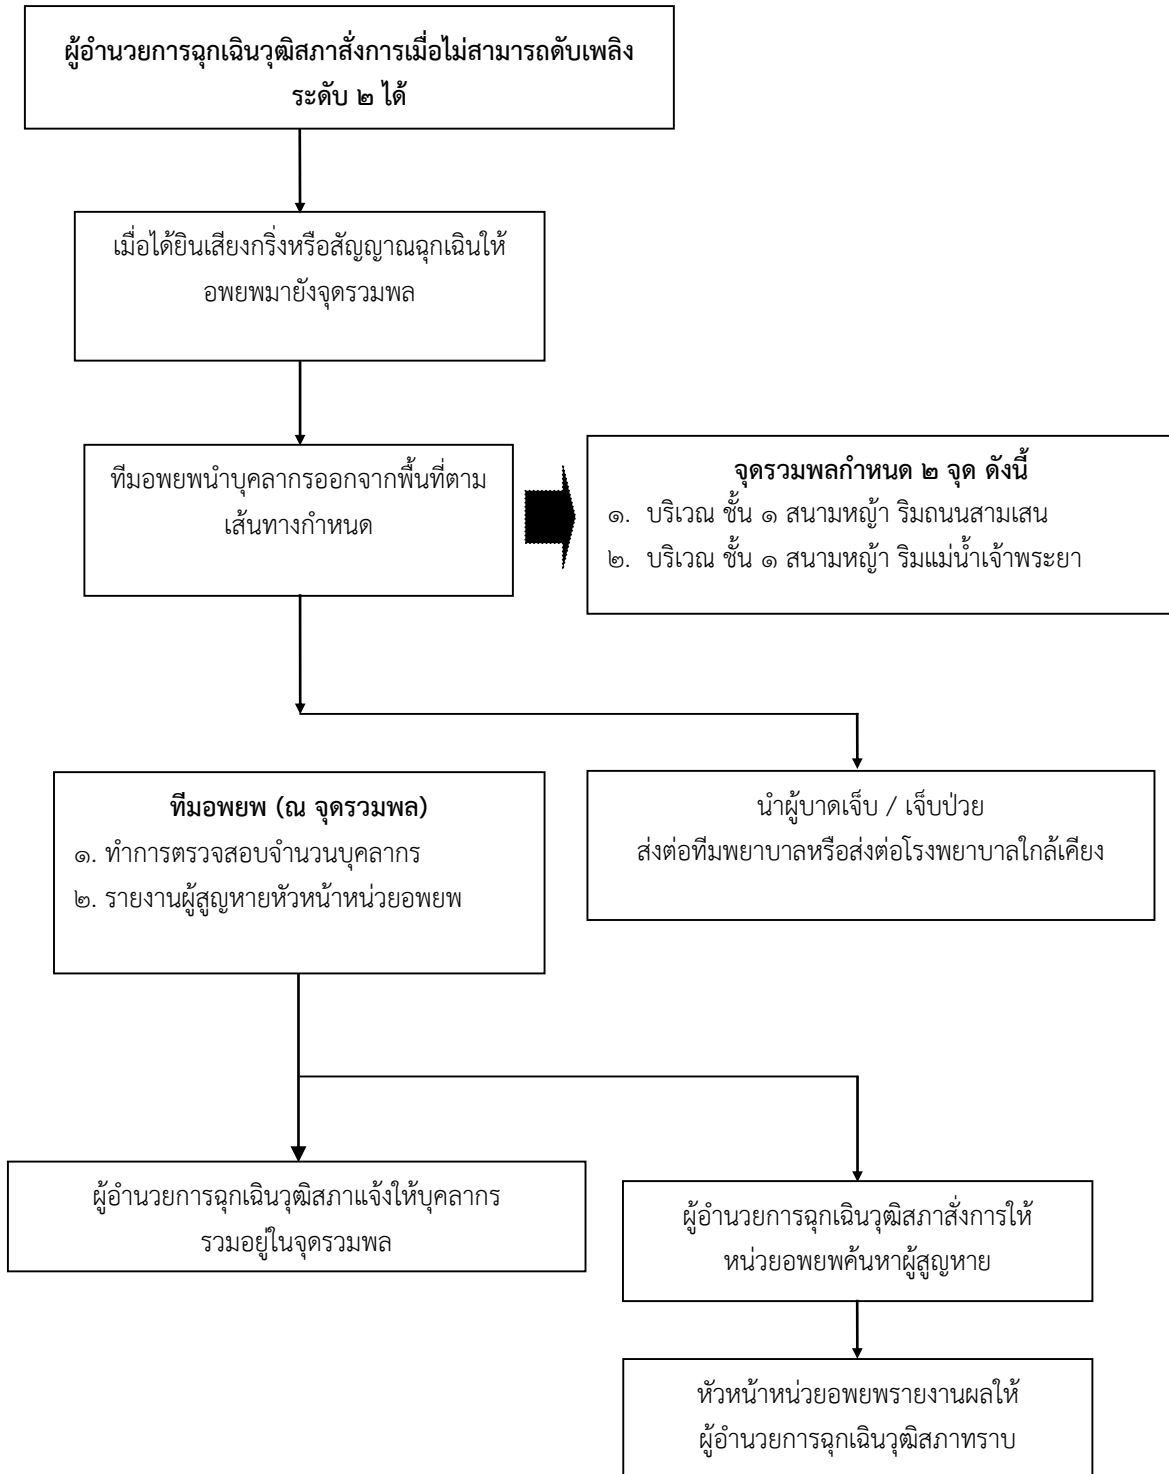 ผู้อำนวยการฉุกเฉินวุฒิสภาสั่งการเมื่อไม่สามารถดับเพลิง
ระดับ ๒ ได้
เมื่อได้ยินเสียงกริ่งหรือสัญญาณฉุกเฉินให้
อพยพมายังจุดรวมพล
ทีมอพยพนำบุคลากรออกจากพื้นที่ตาม
เส้นทางกำหนด
จุดรวมพลกำหนด ๒ จุด ดังนี้
๑. บริเวณ ชั้น ๑ สนามหญ้า ริมถนนสามเสน
๒. บริเวณ ชั้น ๑ สนามหญ้า ริมแม่น้ำเจ้าพระยา
ทีมอพยพ (ณ จุดรวมพล)
๑. ทำการตรวจสอบจำนวนบุคลากร
๒. รายงานผู้สูญหายหัวหน้าหน่วยอพยพ
นำผู้บาดเจ็บ / เจ็บป่วย
ส่งต่อทีมพยาบาลหรือส่งต่อโรงพยาบาลใกล้เคียง
ผู้อำนวยการฉุกเฉินวุฒิสภาแจ้งให้บุคลากร
รวมอยู่ในจุดรวมพล
ผู้อำนวยการฉุกเฉินวุฒิสภาสั่งการให้
หน่วยอพยพค้นหาผู้สูญหาย
หัวหน้าหน่วยอพยพรายงานผลให้
ผู้อำนวยการฉุกเฉินวุฒิสภาทราบ